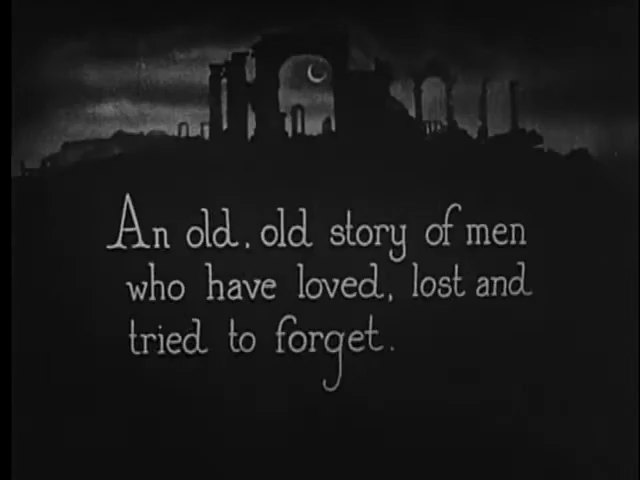 An old, old story of men
who have loved, lost and
tried to forget.